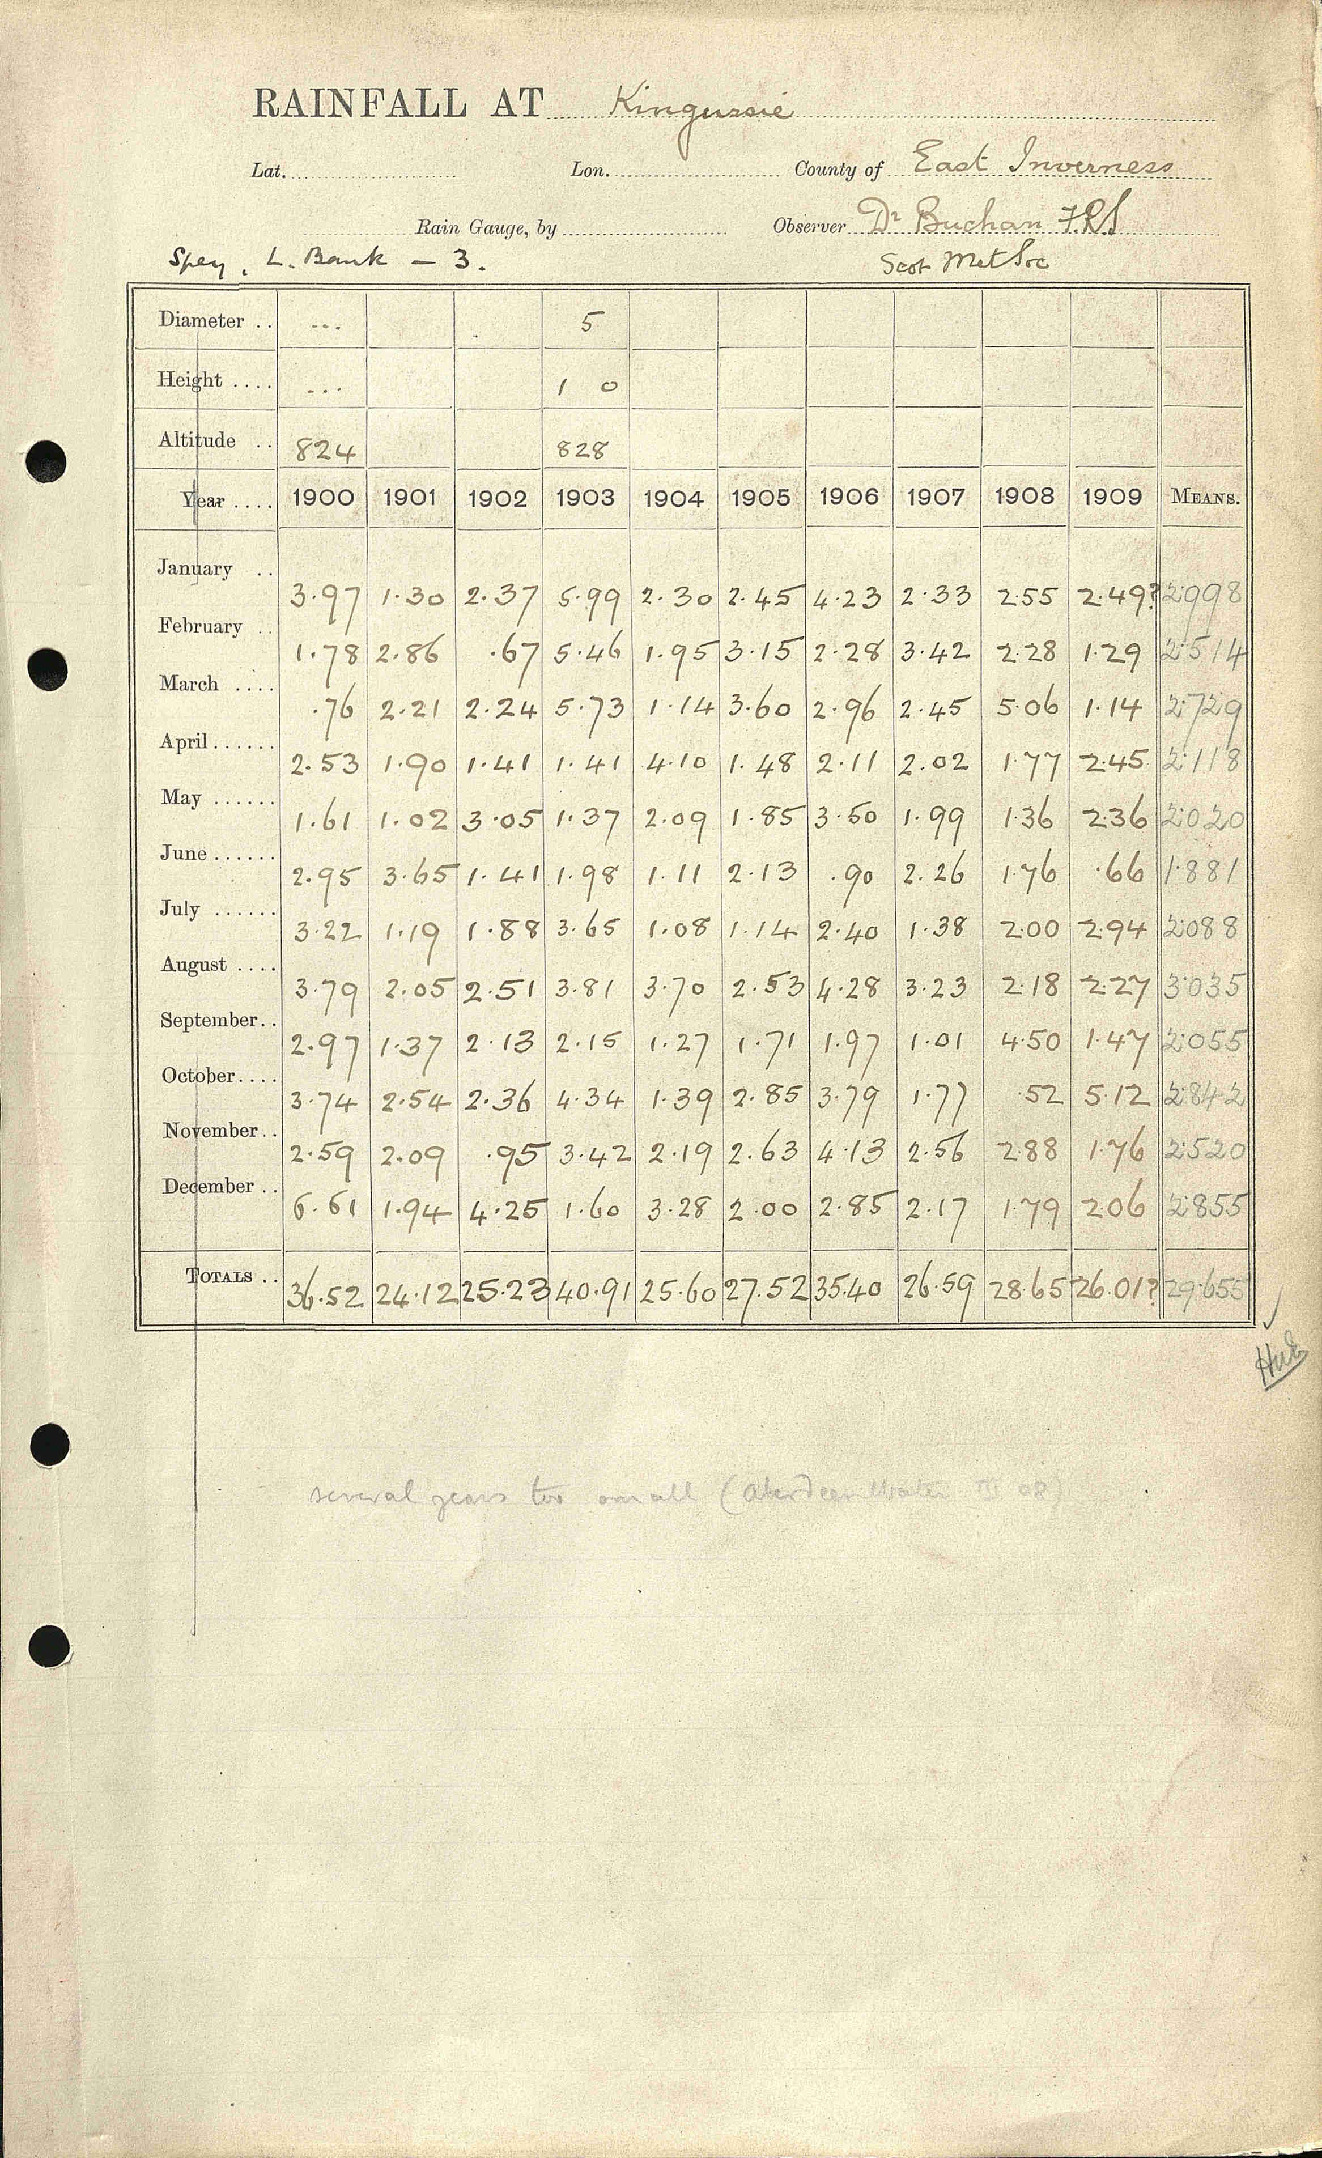 RAINFALL AT Kingussie
Lat. Lon. County of East Inverness
Rain Gauge, by Observer Dr Buchan FRS
Spey, L. Bank – 3. Scot Met Soc
Diameter .. ... 5
Height .... ... 1 0
Altitude .. 824 828
Year .... 1900 1901 1902 1903 1904 1905 1906 1907 1908 1909 MEANS.
January .. 3.97 1.30 2.37 5.99 2.30 2.45 4.23 2.33 2.55 2.49? 2.998
February .. 1.78 2.86 .67 5.46 1.95 3.15 2.28 3.42 2.28 1.29 2.514
March .... .76 2.21 2.24 5.73 1.14 3.60 2.96 2.45 5.06 1.14 2.729
April...... 2.53 1.90 1.41 1.41 4.10 1.48 2.11 2.02 1.77 2.45 2.118
May ...... 1.61 1.02 3.05 1.37 2.09 1.85 3.50 1.99 1.36 2.36 2.020
June...... 2.95 3.65 1.41 1.98 1.11 2.13 .90 2.26 1.76 .66 1.881
July ...... 3.22 1.19 1.88 3.65 1.08 1.14 2.40 1.38 2.00 2.94 2.088
August .... 3.79 2.05 2.51 3.81 3.70 2.53 4.28 3.23 2.18 2.27 3.035
September.. 2.97 1.37 2.13 2.15 1.27 1.71 1.97 1.01 4.50 1.47 2.055
October.... 3.74 2.54 2.36 4.34 1.39 2.85 3.79 1.77 .52 5.12 2.842
November.. 2.59 2.09 .95 3.42 2.19 2.63 4.13 2.56 2.88 1.76 2.520
December .. 6.61 1.94 4.25 1.60 3.28 2.00 2.85 2.17 1.79 2.06 2.855
TOTALS .. 36.52 24.12 25.23 40.91 25.60 27.52 35.40 26.59 28.65 26.01? 29.655
several years too small (Aberdeen Water III 08)